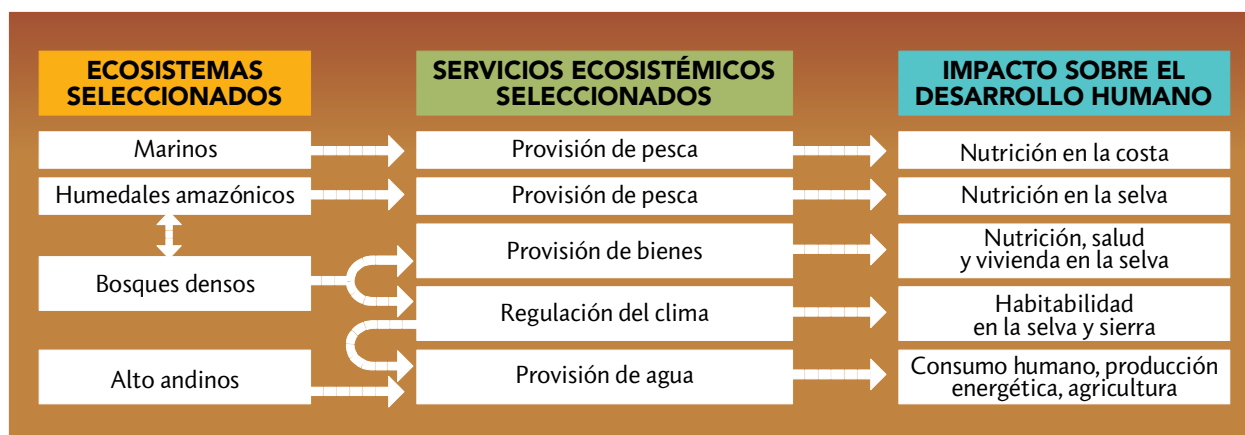 ECOSISTEMAS
SELECCIONADOS
SERVICIOS ECOSISTÉMICOS
SELECCIONADOS
IMPACTO SOBRE EL
DESARROLLO HUMANO
Marinos
Provisión de pesca
Nutrición en la costa
Humedales amazónicos
Provisión de pesca
Nutrición en la selva
Bosques densos
Provisión de bienes
Nutrición, salud
y vivienda en la selva
Regulación del clima
Habitabilidad
en la selva y sierra
Alto andinos
Provisión de agua
Consumo humano, producción
energética, agricultura